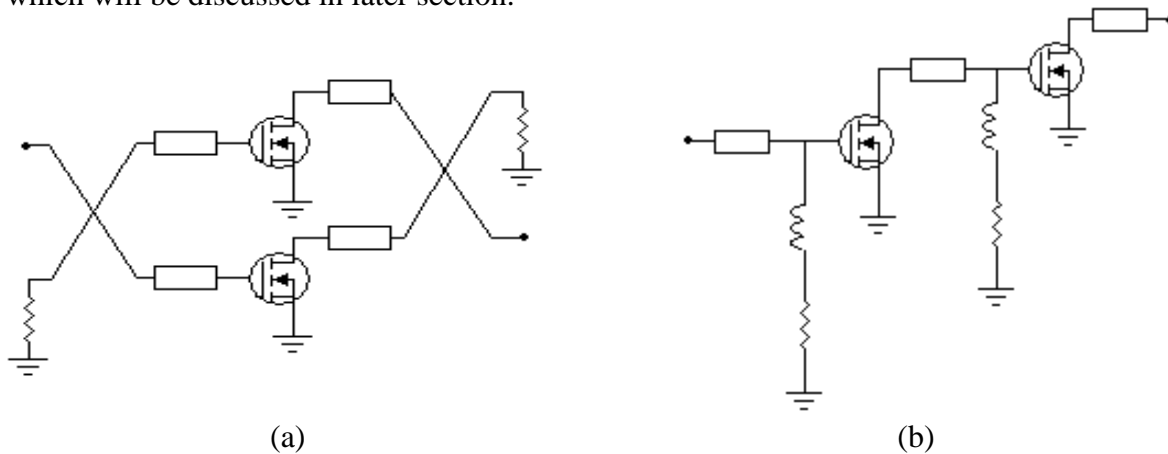 which will be discussed in later section.
(a)
(b)